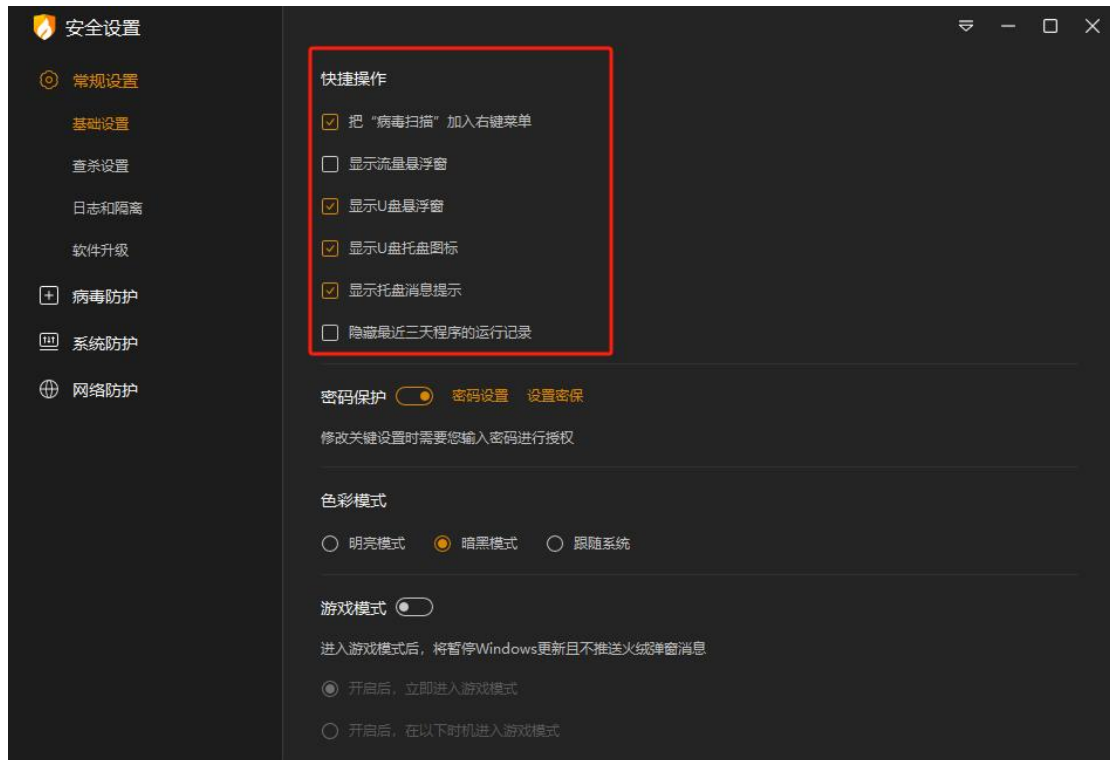 安全设置
常规设置
基础设置
查杀设置
日志和隔离
软件升级
病毒防护
系统防护
网络防护
快捷操作
把“病毒扫描”加入右键菜单
显示流量悬浮窗
显示U盘悬浮窗
显示U盘托盘图标
显示托盘消息提示
隐藏最近三天程序的运行记录
密码保护 密码设置 设置密保
修改关键设置时需要您输入密码进行授权
色彩模式
明亮模式 暗黑模式 跟随系统
游戏模式
进入游戏模式后，将暂停Windows更新且不推送火绒弹窗消息
开启后，立即进入游戏模式
开启后，在以下时机进入游戏模式